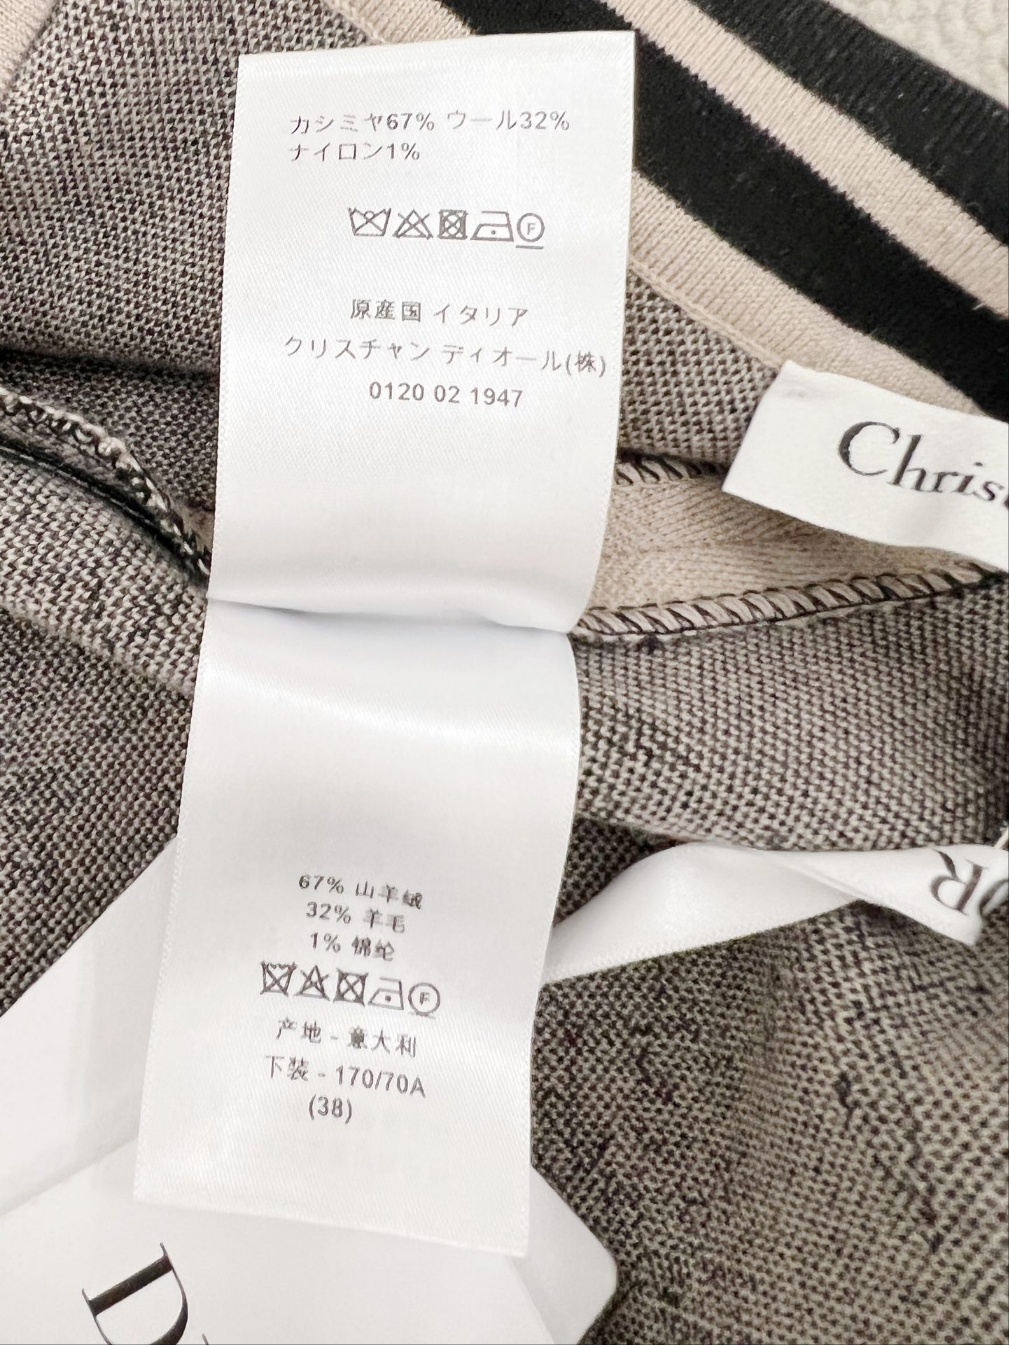 カシミヤ67% ウール32%
ナイロン1%
F
原産国 イタリア
クリスチャン ディオール(株)
0120 02 1947
Chris
67% 山羊绒
32% 羊毛
1% 锦纶
F
产地 - 意大利
下装 - 170/70A
(38)
OR
D